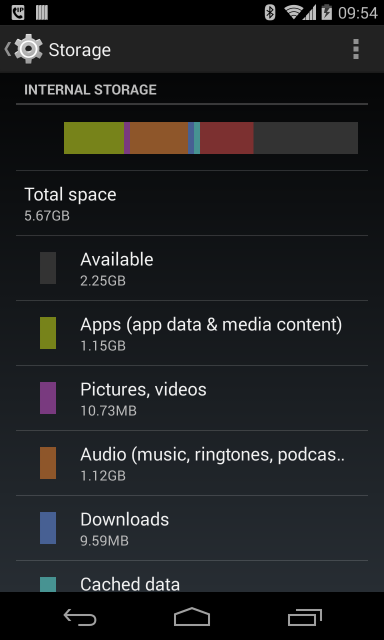 09:54
Storage
INTERNAL STORAGE
Total space
5.67GB
Available
2.25GB
Apps (app data & media content)
1.15GB
Pictures, videos
10.73MB
Audio (music, ringtones, podcas..
1.12GB
Downloads
9.59MB
Cached data